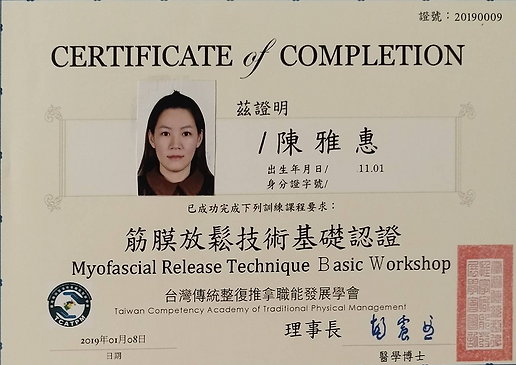 證號：20190009
CERTIFICATE of COMPLETION
茲證明
/陳雅惠
出生年月日/ 11.01
身分證字號/
已成功完成下列訓練課程要求：
筋膜放鬆技術基礎認證
Myofascial Release Technique Basic Workshop
台灣傳統整復推拿職能發展學會
Taiwan Competency Academy of Traditional Physical Management
TCATPM
理事長
2019年01月08日
日期
醫學博士